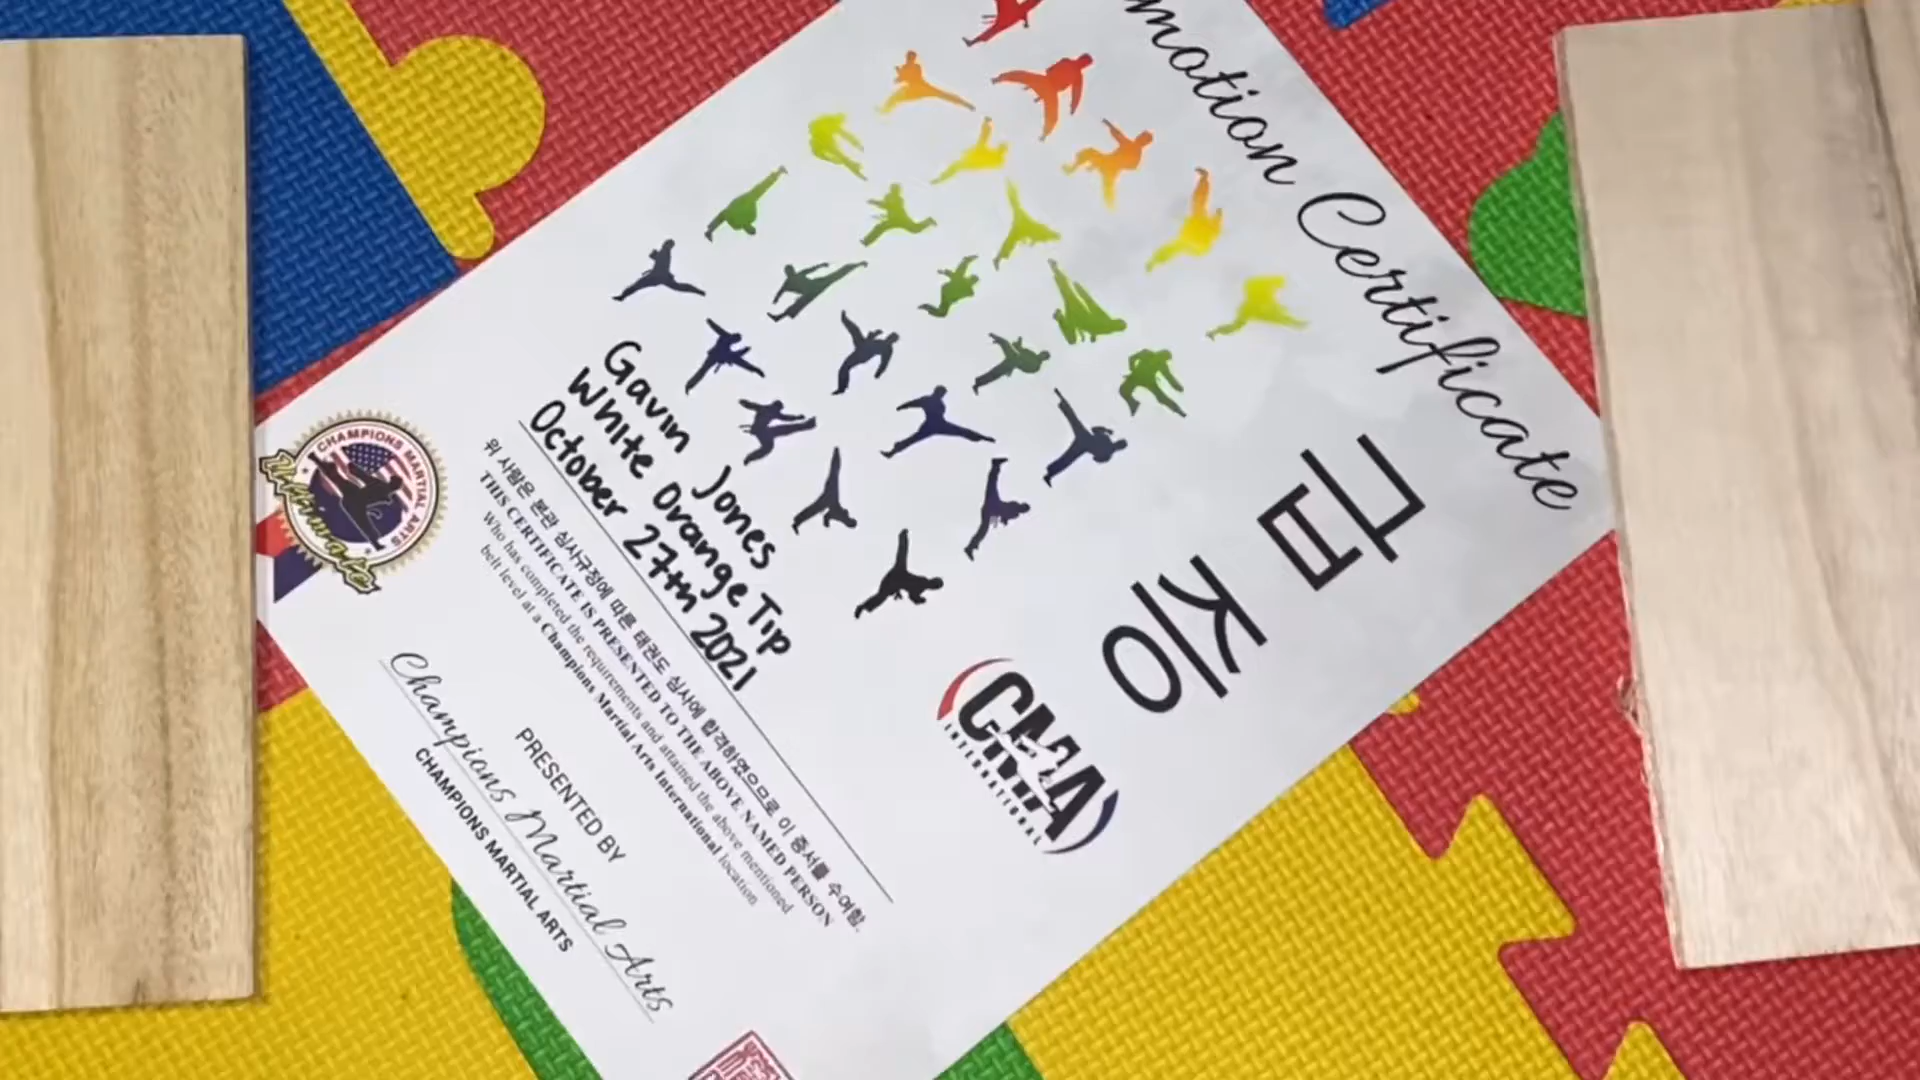 motion Certificate
급 증
CMA
INTERNATIONAL
Gavin Jones
White Orange Tip
October 27th 2021
위 사람은 본관 심사규정에 따른 태권도 심사에 합격하였으므로 이 증서를 수여함.
THIS CERTIFICATE IS PRESENTED TO THE ABOVE NAMED PERSON
Who has completed the requirements and attained the above mentioned
belt level at a Champions Martial Arts International location
CHAMPIONS MARTIAL ARTS
Ultimate
PRESENTED BY
Champions Martial Arts
CHAMPIONS MARTIAL ARTS